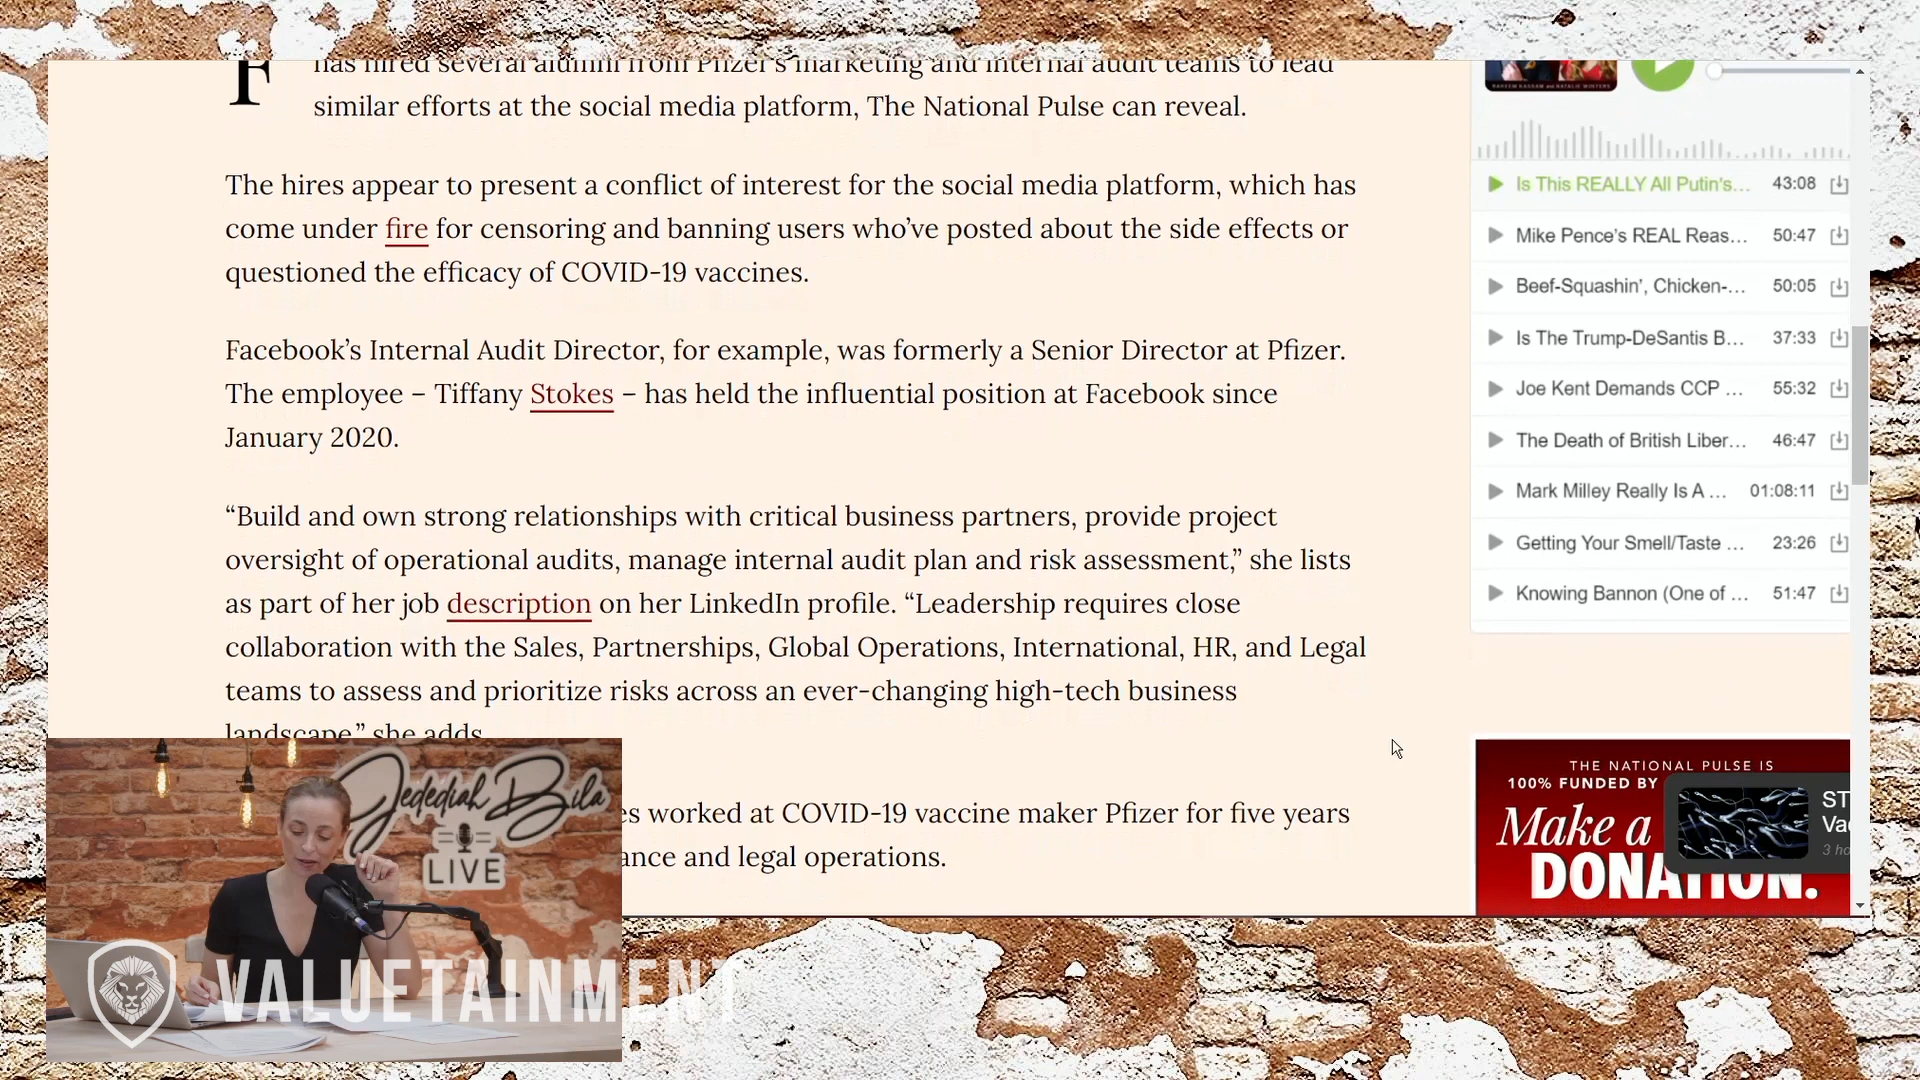 F
has hired several alumni from Pfizer's marketing and internal audit teams to lead
similar efforts at the social media platform, The National Pulse can reveal.
The hires appear to present a conflict of interest for the social media platform, which has
come under fire for censoring and banning users who’ve posted about the side effects or
questioned the efficacy of COVID-19 vaccines.
Facebook’s Internal Audit Director, for example, was formerly a Senior Director at Pfizer.
The employee – Tiffany Stokes – has held the influential position at Facebook since
January 2020.
“Build and own strong relationships with critical business partners, provide project
oversight of operational audits, manage internal audit plan and risk assessment,” she lists
as part of her job description on her LinkedIn profile. “Leadership requires close
collaboration with the Sales, Partnerships, Global Operations, International, HR, and Legal
teams to assess and prioritize risks across an ever-changing high-tech business
landscape,” she adds.
es worked at COVID-19 vaccine maker Pfizer for five years
ance and legal operations.
RAHEEM KASSAM and NATALIE WINTERS
Is This REALLY All Putin's... 43:08
Mike Pence's REAL Reas... 50:47
Beef-Squashin', Chicken-... 50:05
Is The Trump-DeSantis B... 37:33
Joe Kent Demands CCP ... 55:32
The Death of British Liber... 46:47
Mark Milley Really Is A ... 01:08:11
Getting Your Smell/Taste ... 23:26
Knowing Bannon (One of ... 51:47
THE NATIONAL PULSE IS
100% FUNDED BY
Make a
DONATION.
ST
Va
3 ho
Jedediah Bila
LIVE
VALUETAINMENT